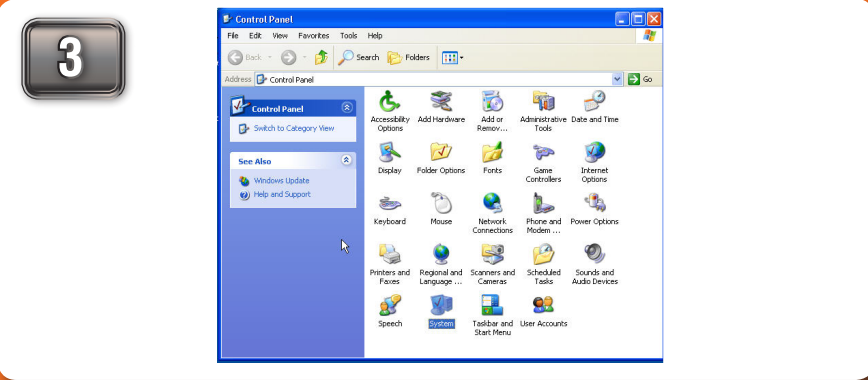 3
Control Panel
File Edit View Favorites Tools Help
Back Search Folders
Address Control Panel Go
Control Panel
Switch to Category View
See Also
Windows Update
Help and Support
Accessibility Options
Add Hardware
Add or Remov...
Administrative Tools
Date and Time
Display
Folder Options
Fonts
Game Controllers
Internet Options
Keyboard
Mouse
Network Connections
Phone and Modem ...
Power Options
Printers and Faxes
Regional and Language ...
Scanners and Cameras
Scheduled Tasks
Sounds and Audio Devices
Speech
System
Taskbar and Start Menu
User Accounts